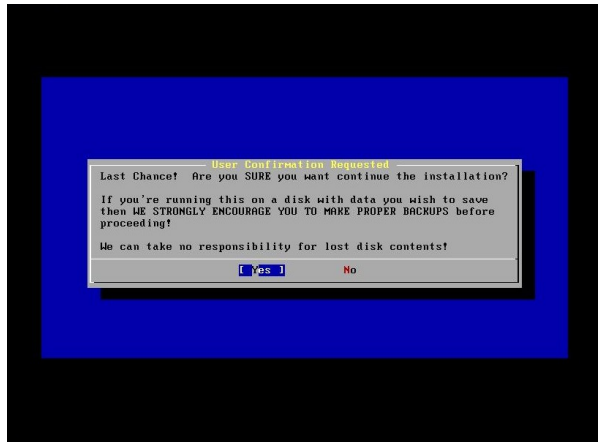 User Confirmation Requested
Last Chance!  Are you SURE you want continue the installation?
If you're running this on a disk with data you wish to save
then WE STRONGLY ENCOURAGE YOU TO MAKE PROPER BACKUPS before
proceeding!
We can take no responsibility for lost disk contents!
[ Yes ]    No